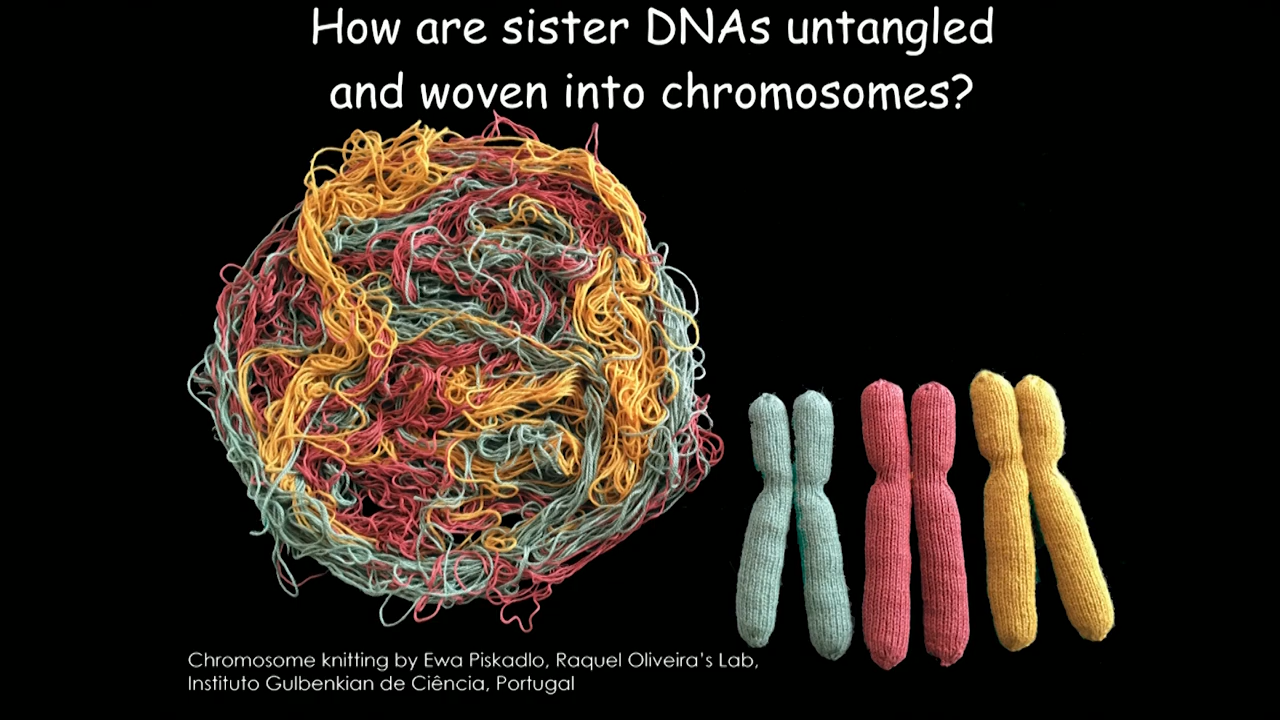 How are sister DNAs untangled
and woven into chromosomes?
Chromosome knitting by Ewa Piskadlo, Raquel Oliveira's Lab,
Instituto Gulbenkian de Ciência, Portugal